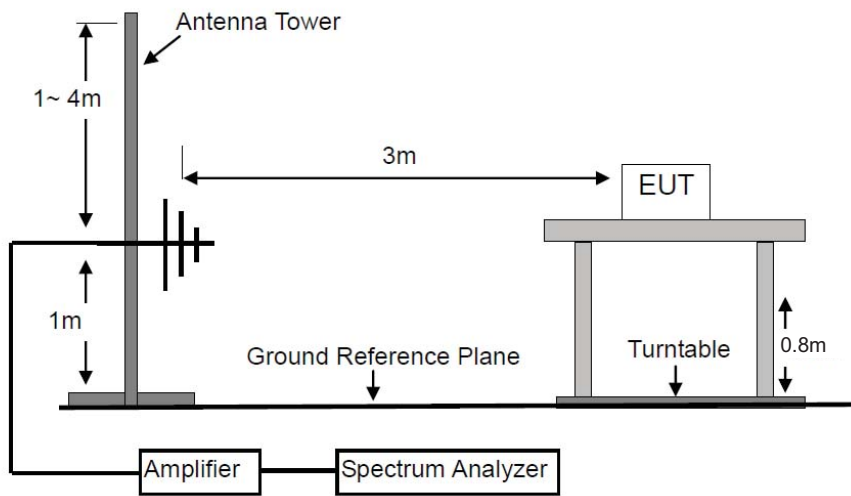 Antenna Tower
1~ 4m
3m
EUT
1m
Ground Reference Plane
Turntable
0.8m
Amplifier
Spectrum Analyzer